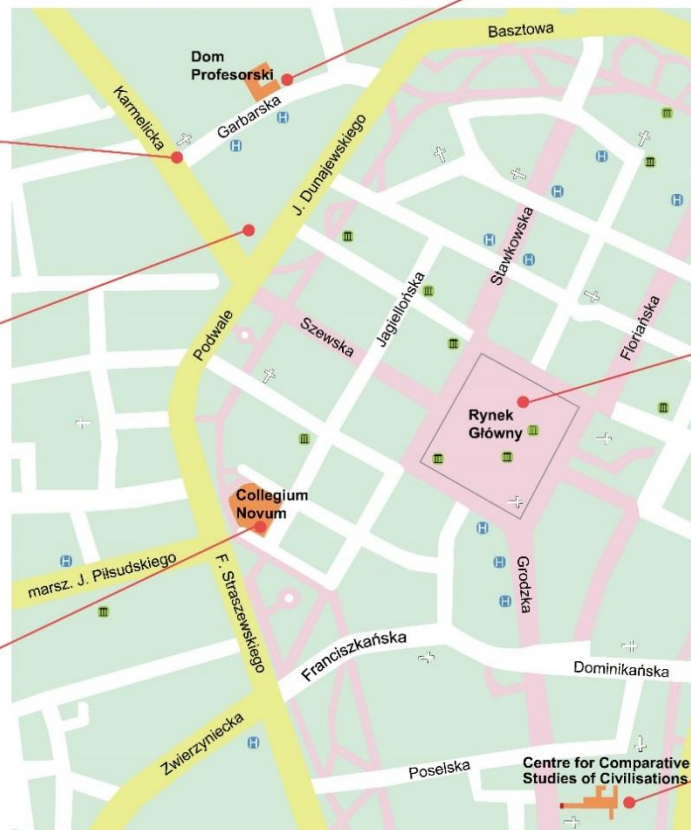 Basztowa
Dom
Profesorski
Karmelicka
Garbarska
J. Dunajewskiego
Sławkowska
Jagiellońska
Floriańska
Szewska
Podwale
Rynek
Główny
Collegium
Novum
marsz. J. Piłsudskiego
F. Straszewskiego
Grodzka
Franciszkańska
Dominikańska
Zwierzyniecka
Poselska
Centre for Comparative
Studies of Civilisations
H
H
H
H
H
H
H
H
H
H
H
H